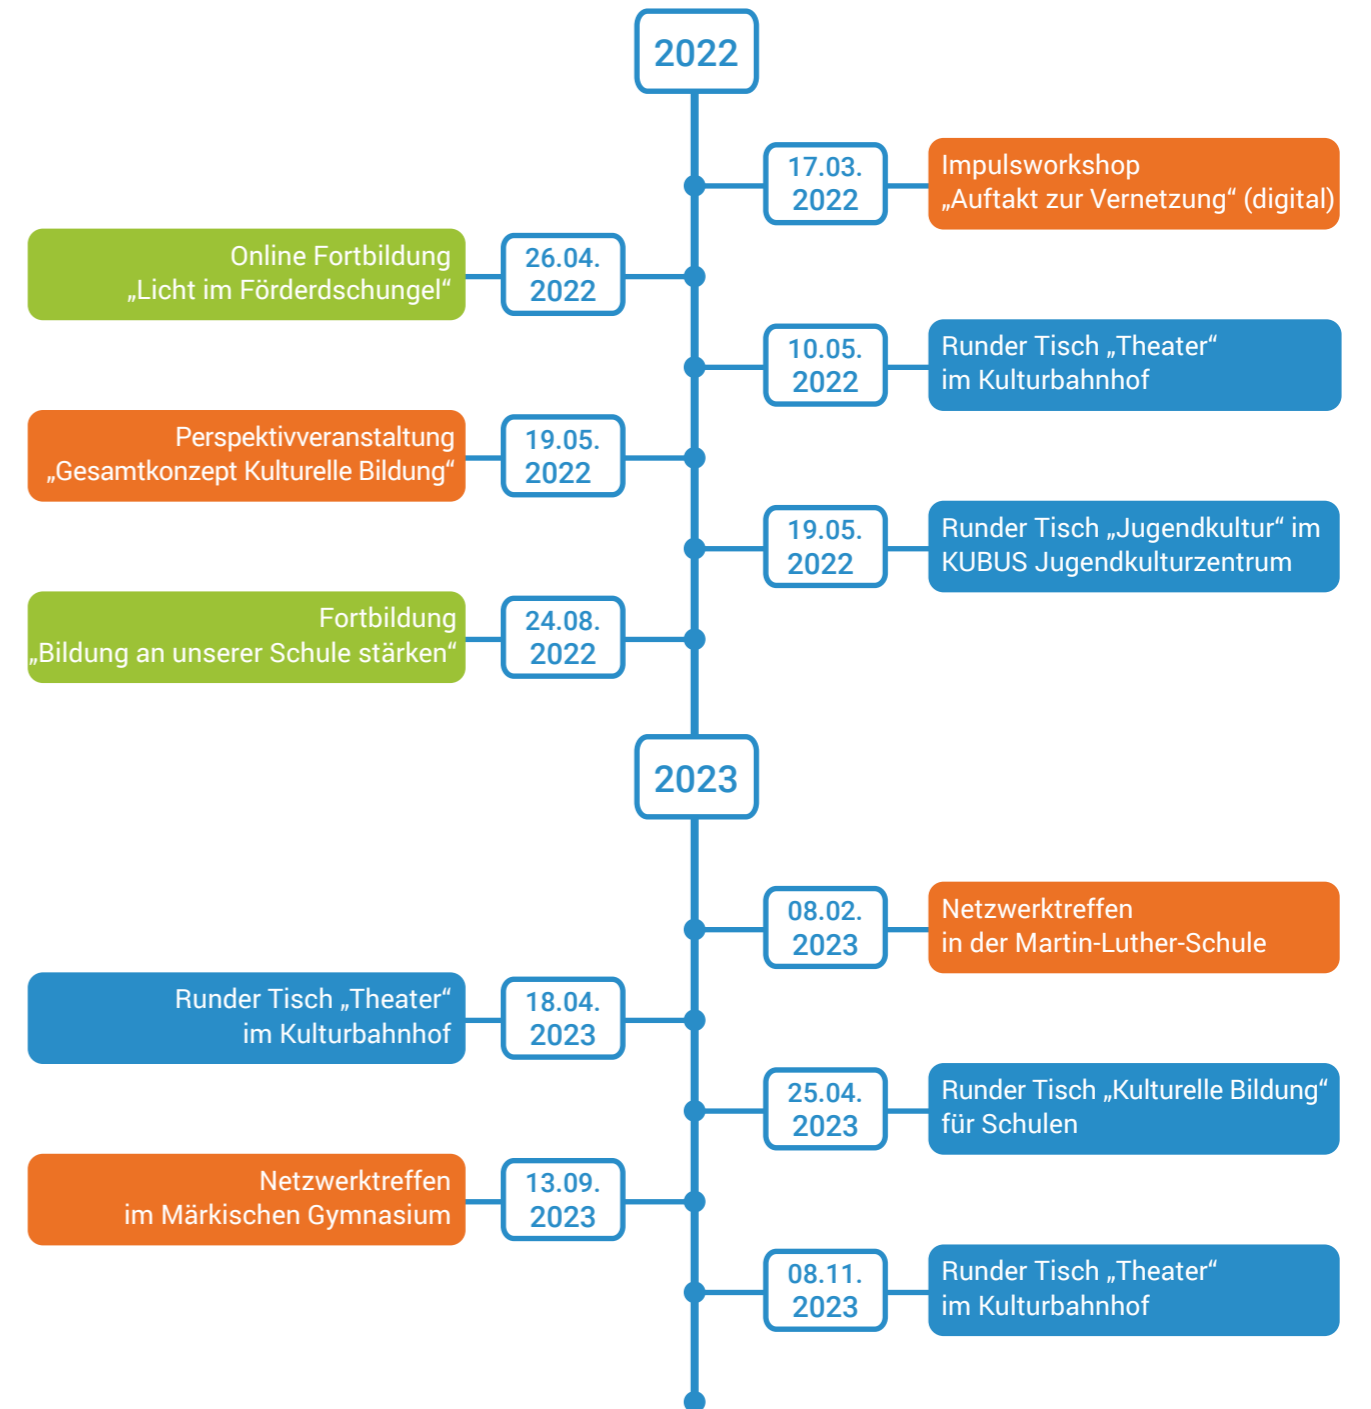 2022
17.03.
2022
Impulsworkshop
„Auftakt zur Vernetzung“ (digital)
Online Fortbildung
„Licht im Förderdschungel“
26.04.
2022
10.05.
2022
Runder Tisch „Theater“
im Kulturbahnhof
Perspektivveranstaltung
„Gesamtkonzept Kulturelle Bildung“
19.05.
2022
19.05.
2022
Runder Tisch „Jugendkultur“ im
KUBUS Jugendkulturzentrum
Fortbildung
„Bildung an unserer Schule stärken“
24.08.
2022
2023
08.02.
2023
Netzwerktreffen
in der Martin-Luther-Schule
Runder Tisch „Theater“
im Kulturbahnhof
18.04.
2023
25.04.
2023
Runder Tisch „Kulturelle Bildung“
für Schulen
Netzwerktreffen
im Märkischen Gymnasium
13.09.
2023
08.11.
2023
Runder Tisch „Theater“
im Kulturbahnhof